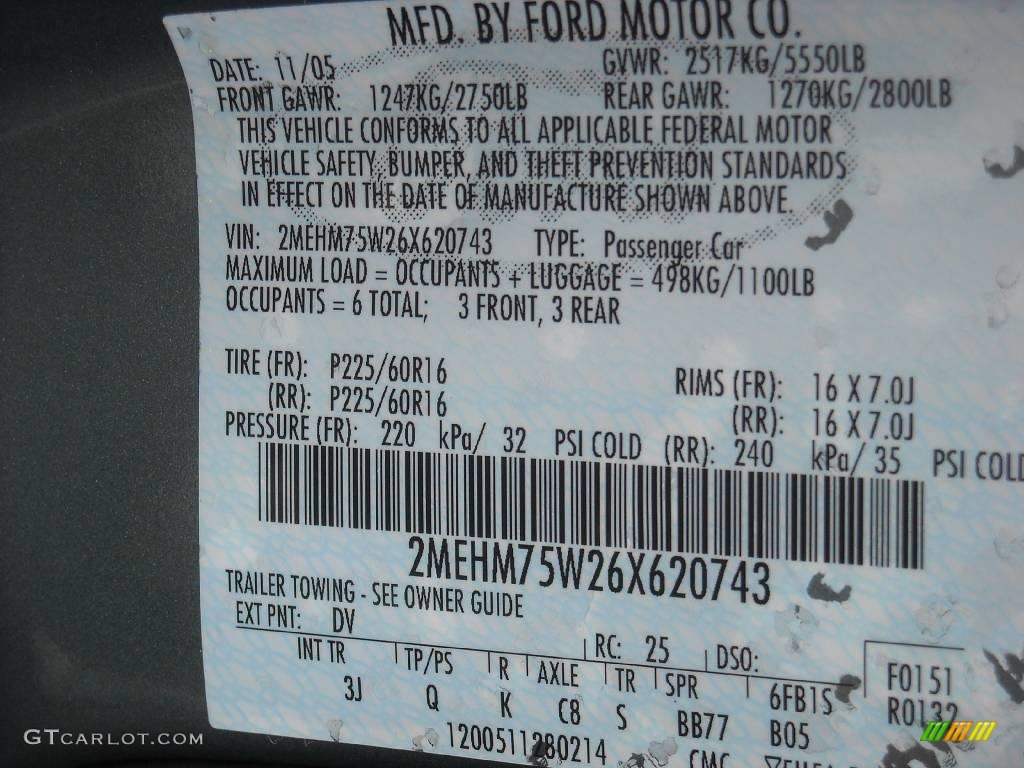 MFD. BY FORD MOTOR CO.
DATE: 11/05 GVWR: 2517KG/5550LB
FRONT GAWR: 1247KG/2750LB REAR GAWR: 1270KG/2800LB
THIS VEHICLE CONFORMS TO ALL APPLICABLE FEDERAL MOTOR
VEHICLE SAFETY, BUMPER, AND THEFT PREVENTION STANDARDS
IN EFFECT ON THE DATE OF MANUFACTURE SHOWN ABOVE.
VIN: 2MEHM75W26X620743 TYPE: Passenger Car
MAXIMUM LOAD = OCCUPANTS + LUGGAGE = 498KG/1100LB
OCCUPANTS = 6 TOTAL; 3 FRONT, 3 REAR
TIRE (FR): P225/60R16 RIMS (FR): 16 X 7.0J
(RR): P225/60R16 (RR): 16 X 7.0J
PRESSURE (FR): 220 kPa/ 32 PSI COLD (RR): 240 kPa/ 35 PSI COLD
2MEHM75W26X620743
TRAILER TOWING - SEE OWNER GUIDE
EXT PNT: DV RC: 25 DSO:
INT TR TP/PS R AXLE TR SPR 6FB1S F0151
3J Q K C8 S BB77 B05 R0132
1200511280214 CMC
GTCARLOT.COM